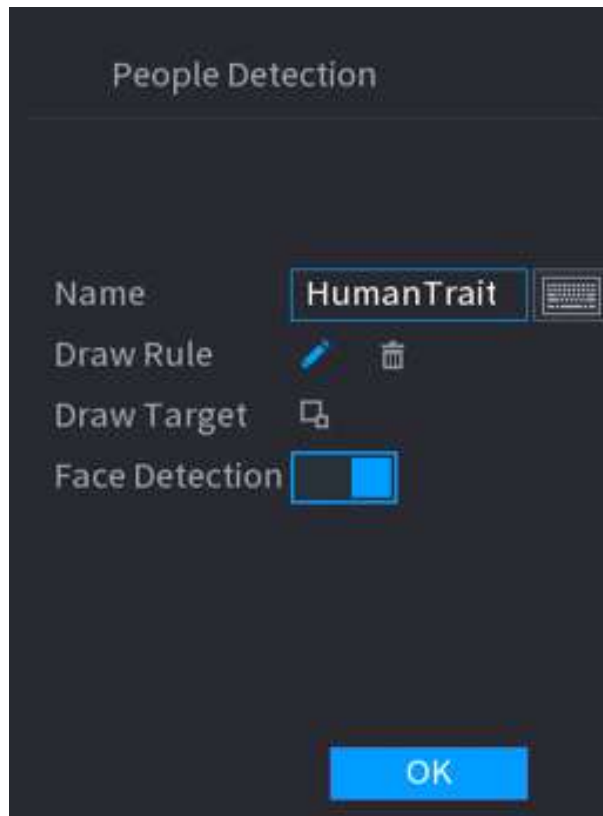 People Detection
Name HumanTrait
Draw Rule
Draw Target
Face Detection
OK